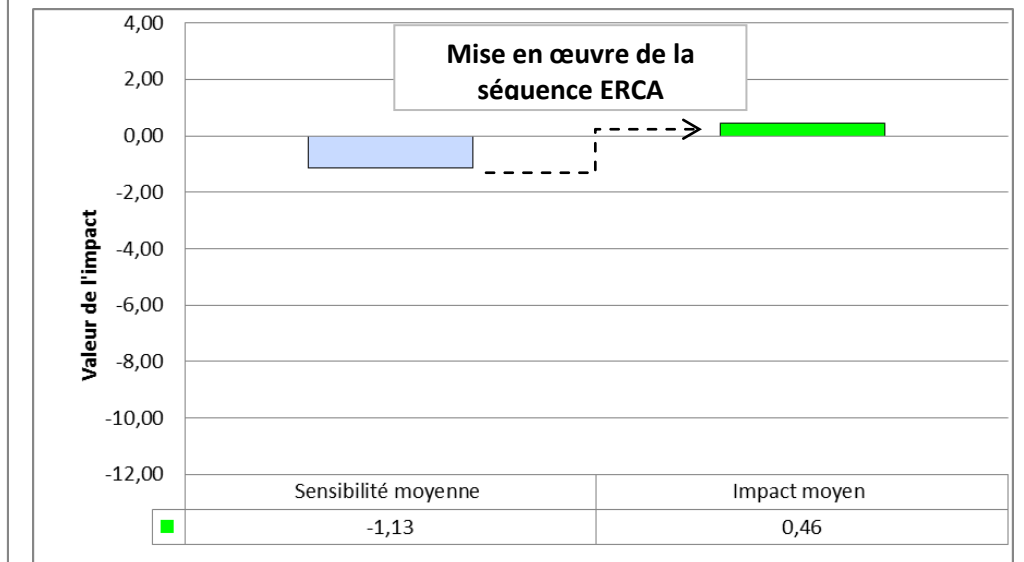 Mise en œuvre de la
séquence ERCA
4,00
2,00
0,00
-2,00
-4,00
-6,00
-8,00
-10,00
-12,00
Valeur de l'impact
Sensibilité moyenne Impact moyen
-1,13 0,46